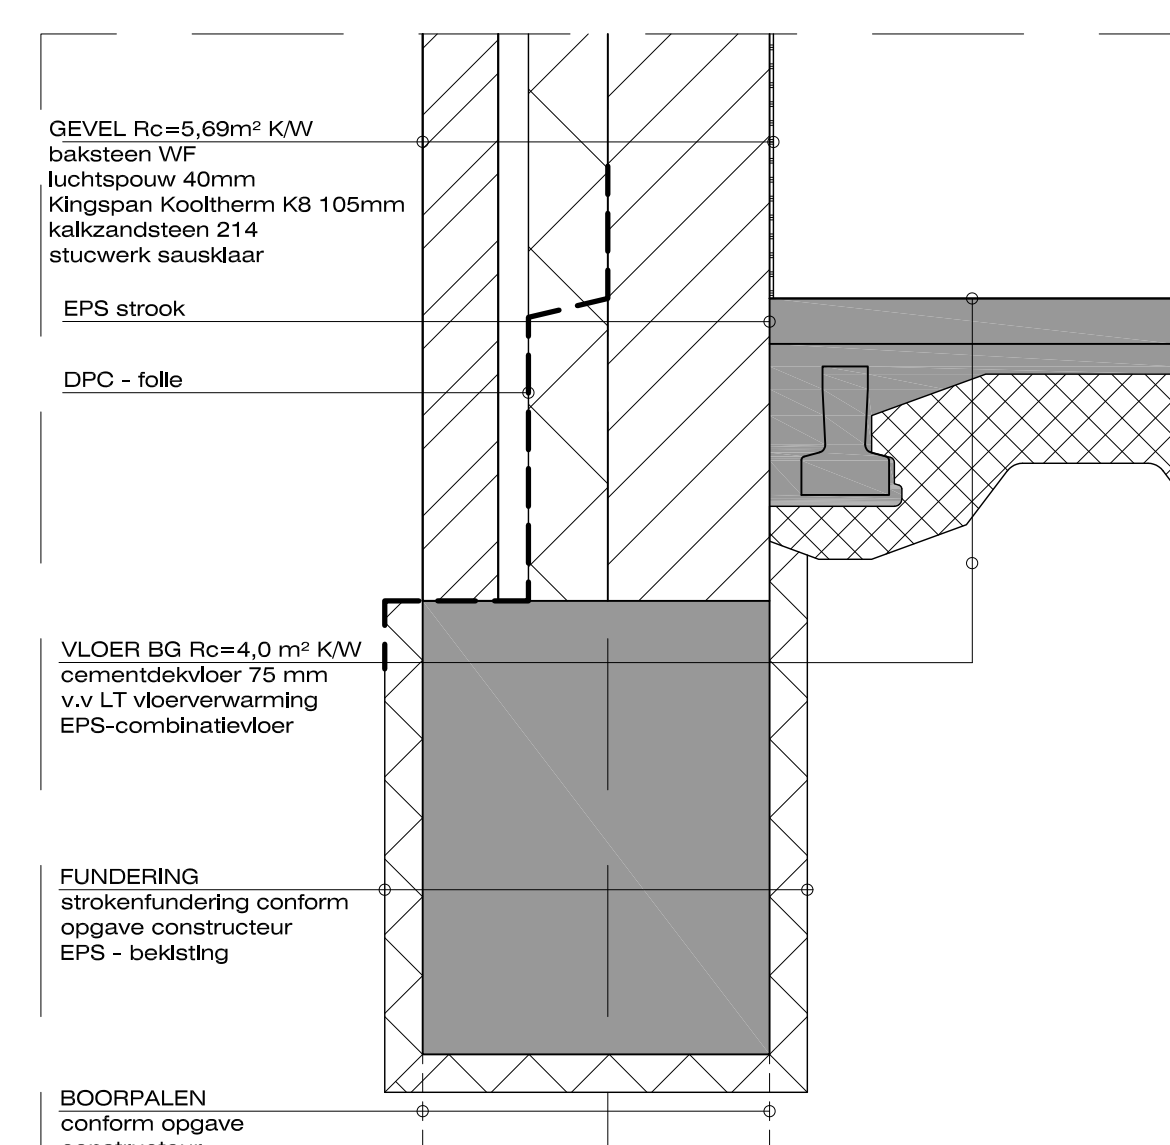 GEVEL Rc=5,69m² K/W
baksteen WF
luchtspouw 40mm
Kingspan Kooltherm K8 105mm
kalkzandsteen 214
stucwerk sausklaar
EPS strook
DPC - folie
VLOER BG Rc=4,0 m² K/W
cementdekvloer 75 mm
v.v LT vloerverwarming
EPS-combinatievloer
FUNDERING
strokenfundering conform
opgave constructeur
EPS - bekisting
BOORPALEN
conform opgave
constructeur